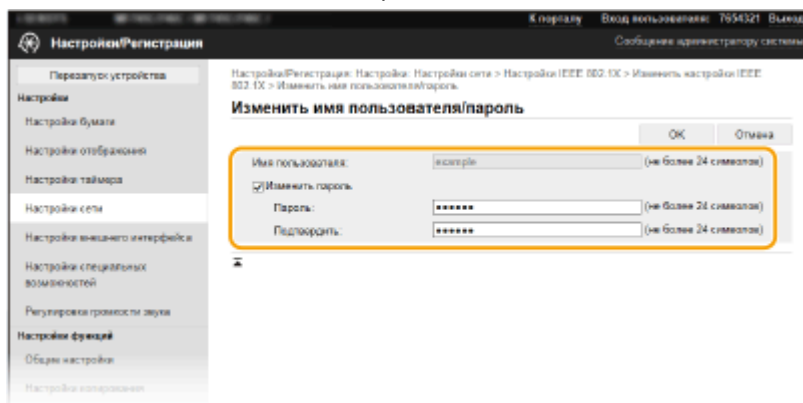 К порталу Вход пользователя: 7654321 Выход
Настройки/Регистрация
Сообщение администратору системы
Перезапуск устройства
Настройки
Настройки бумаги
Настройки отображения
Настройки таймера
Настройки сети
Настройки внешнего интерфейса
Настройки специальных
возможностей
Регулировка громкости звука
Настройки функций
Общие настройки
Настройки копирования
Настройка/Регистрация: Настройка: Настройки сети > Настройки IEEE 802.1X > Изменить настройки IEEE
802.1X > Изменить имя пользователя/пароль.
Изменить имя пользователя/пароль
OK Отмена
Имя пользователя: example (не более 24 символов)
Изменить пароль
Пароль: •••••• (не более 24 символов)
Подтвердить: •••••• (не более 24 символов)